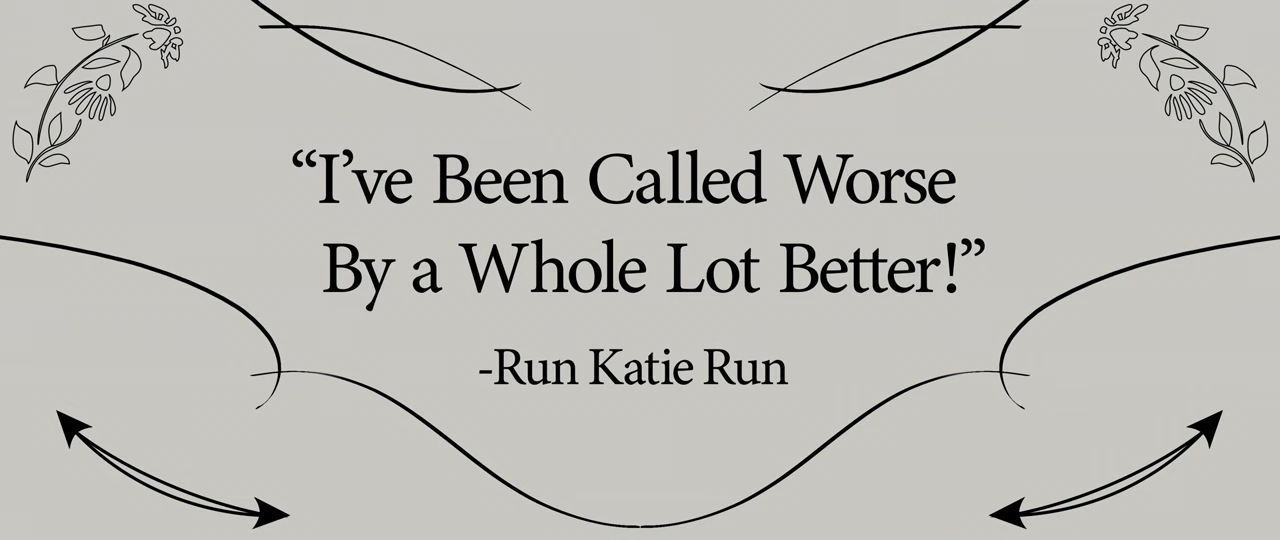 “I’ve Been Called Worse
By a Whole Lot Better!”
-Run Katie Run